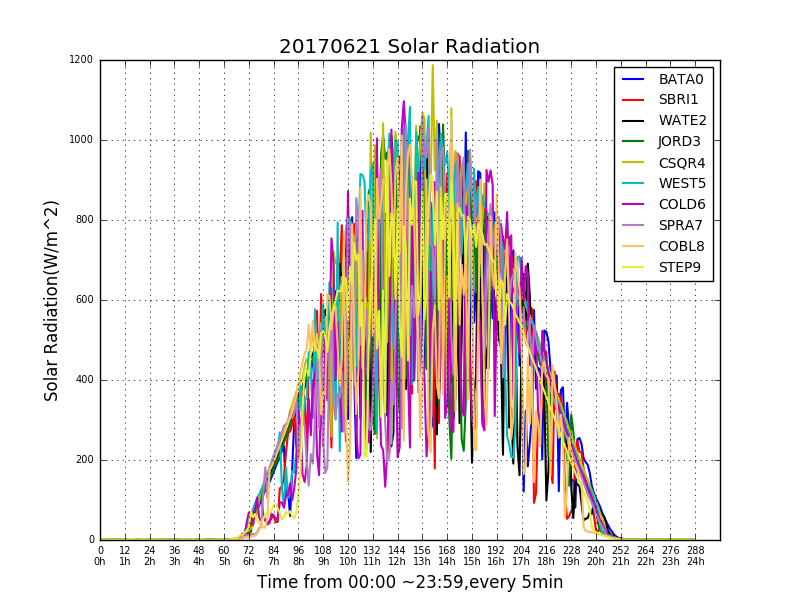 20170621 Solar Radiation
1200
1000
800
600
400
200
0
Solar Radiation(W/m^2)
BATA0
SBRI1
WATE2
JORD3
CSQR4
WEST5
COLD6
SPRA7
COBL8
STEP9
0 12 24 36 48 60 72 84 96 108 120 132 144 156 168 180 192 204 216 228 240 252 264 276 288
0h 1h 2h 3h 4h 5h 6h 7h 8h 9h 10h 11h 12h 13h 14h 15h 16h 17h 18h 19h 20h 21h 22h 23h 24h
Time from 00:00 ~23:59,every 5min